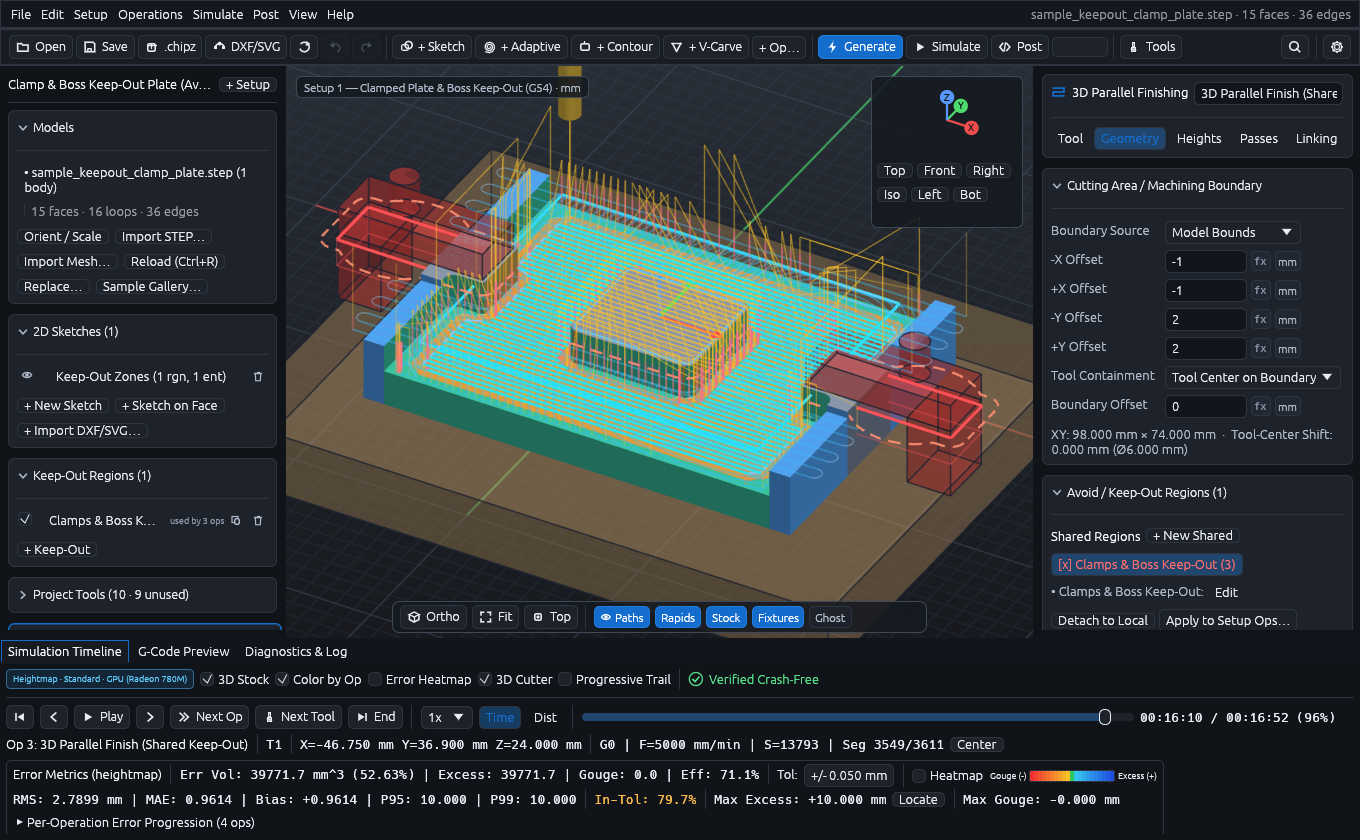 File Edit Setup Operations Simulate Post View Help
sample_keepout_clamp_plate.step · 15 faces · 36 edges
Open Save .chipz DXF/SVG + Sketch + Adaptive + Contour + V-Carve + Op… Generate Simulate Post Tools
Clamp & Boss Keep-Out Plate (Av… + Setup
Models
• sample_keepout_clamp_plate.step (1
body)
15 faces · 16 loops · 36 edges
Orient / Scale Import STEP…
Import Mesh… Reload (Ctrl+R)
Replace… Sample Gallery…
2D Sketches (1)
Keep-Out Zones (1 rgn, 1 ent)
+ New Sketch + Sketch on Face
+ Import DXF/SVG…
Keep-Out Regions (1)
Clamps & Boss K… used by 3 ops
+ Keep-Out
Project Tools (10 · 9 unused)
Setup 1 — Clamped Plate & Boss Keep-Out (G54) · mm
Z
Y
X
Top Front Right
Iso Left Bot
Ortho Fit Top Paths Rapids Stock Fixtures Ghost
3D Parallel Finishing 3D Parallel Finish (Share
Tool Geometry Heights Passes Linking
Cutting Area / Machining Boundary
Boundary Source Model Bounds
-X Offset -1 fx mm
+X Offset -1 fx mm
-Y Offset 2 fx mm
+Y Offset 2 fx mm
Tool Containment Tool Center on Boundary
Boundary Offset 0 fx mm
XY: 98.000 mm × 74.000 mm · Tool-Center Shift:
0.000 mm (Ø6.000 mm)
Avoid / Keep-Out Regions (1)
Shared Regions + New Shared
[x] Clamps & Boss Keep-Out (3)
• Clamps & Boss Keep-Out: Edit
Detach to Local Apply to Setup Ops…
Simulation Timeline G-Code Preview Diagnostics & Log
Heightmap · Standard · GPU (Radeon 780M) 3D Stock Color by Op Error Heatmap 3D Cutter Progressive Trail Verified Crash-Free
Play Next Op Next Tool End 1x Time Dist 00:16:10 / 00:16:52 (96%)
Op 3: 3D Parallel Finish (Shared Keep-Out) T1 X=-46.750 mm Y=36.900 mm Z=24.000 mm G0 | F=5000 mm/min | S=13793 | Seg 3549/3611 Center
Error Metrics (heightmap) Err Vol: 39771.7 mm^3 (52.63%) | Excess: 39771.7 | Gouge: 0.0 | Eff: 71.1% Tol: +/-0.050 mm Heatmap Gouge (-) Excess (+)
RMS: 2.7899 mm | MAE: 0.9614 | Bias: +0.9614 | P95: 10.000 | P99: 10.000 In-Tol: 79.7% Max Excess: +10.000 mm Locate Max Gouge: -0.000 mm
Per-Operation Error Progression (4 ops)